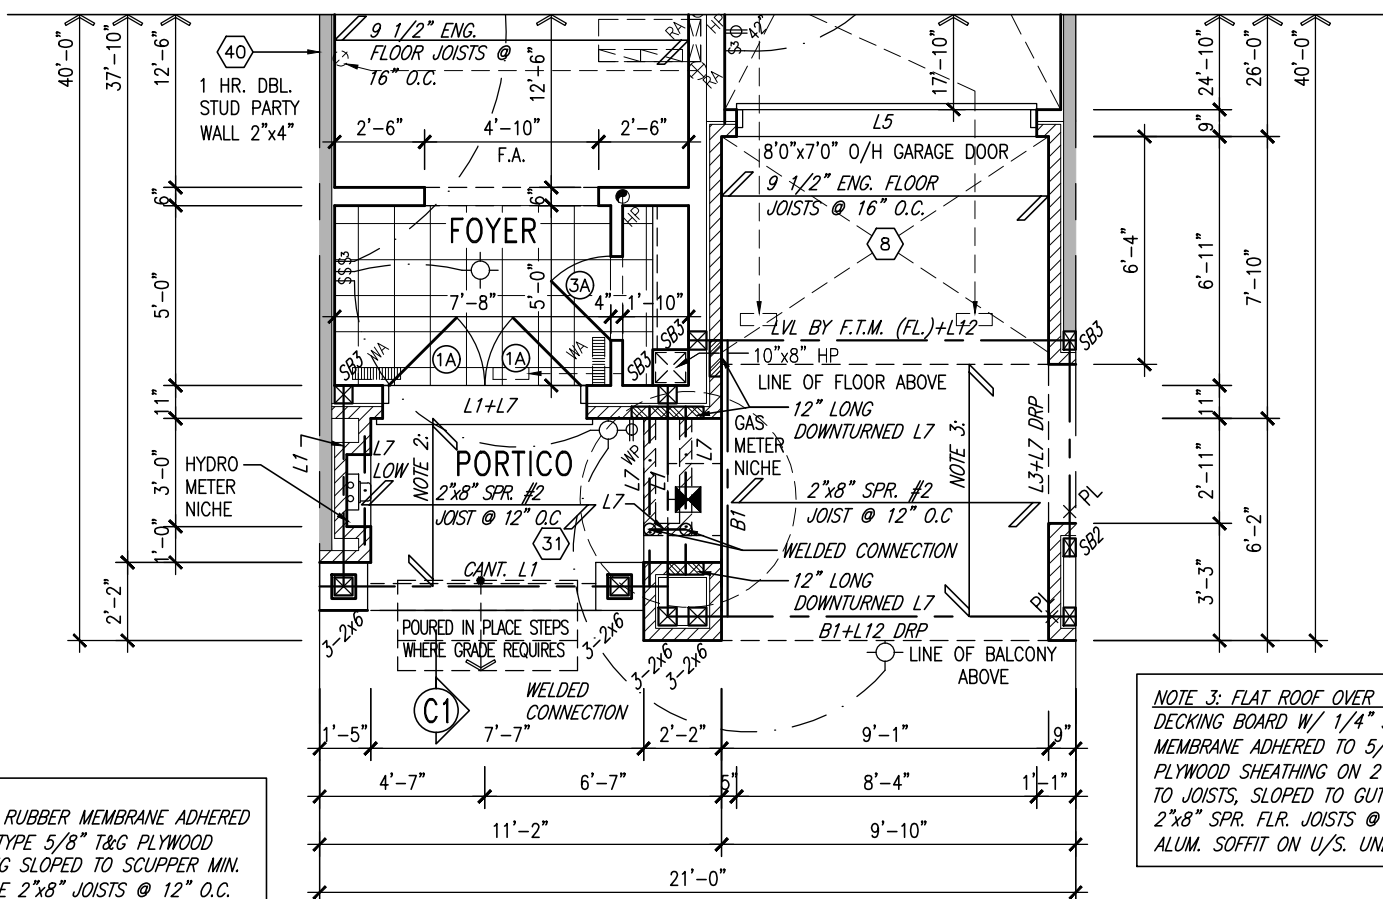 40'-0"
37'-10"
12'-6"
40
1 HR. DBL.
STUD PARTY
WALL 2"x4"
9 1/2" ENG.
FLOOR JOISTS @
16" O.C.
12'-6"
RA
HP
RA
S3
42"
17'-10"
24'-10"
26'-0"
40'-0"
L5
9"
2'-6"
4'-10"
2'-6"
F.A.
8'0"x7'0" O/H GARAGE DOOR
9 1/2" ENG. FLOOR
JOISTS @ 16" O.C.
6"
6"
HP
FOYER
8
6'-4"
6'-11"
7'-10"
5'-0"
$$$3
5'-0"
3A
7'-8"
4"
1'-10"
LVL BY F.T.M. (FL.)+L12
SB3
SB3
SB3
WA
1A
1A
WA
SB3
10"x8" HP
LINE OF FLOOR ABOVE
11"
L1+L7
12" LONG
DOWNTURNED L7
11"
GAS
METER
NICHE
L1
L7
LOW
NOTE 2:
PORTICO
WP
L7
L7
L7
NOTE 3:
L3+L7 DRP
HYDRO
METER
NICHE
3'-0"
2"x8" SPR. #2
JOIST @ 12" O.C
L7
B1
2"x8" SPR. #2
JOIST @ 12" O.C
PL
2'-11"
1'-0"
31
WELDED CONNECTION
SB2
6'-2"
CANT. L1
12" LONG
DOWNTURNED L7
2'-2"
PL
3'-3"
3-2x6
POURED IN PLACE STEPS
WHERE GRADE REQUIRES
3-2x6
B1+L12 DRP
3-2x6
3-2x6
LINE OF BALCONY
ABOVE
C1
WELDED
CONNECTION
1'-5"
7'-7"
2'-2"
9'-1"
9"
4'-7"
6'-7"
5"
8'-4"
1'-1"
11'-2"
9'-10"
21'-0"
RUBBER MEMBRANE ADHERED
TYPE 5/8" T&G PLYWOOD
G SLOPED TO SCUPPER MIN.
E 2"x8" JOISTS @ 12" O.C.
NOTE 3: FLAT ROOF OVER
DECKING BOARD W/ 1/4"
MEMBRANE ADHERED TO 5/
PLYWOOD SHEATHING ON 2
TO JOISTS, SLOPED TO GUT
2"x8" SPR. FLR. JOISTS @
ALUM. SOFFIT ON U/S. UN